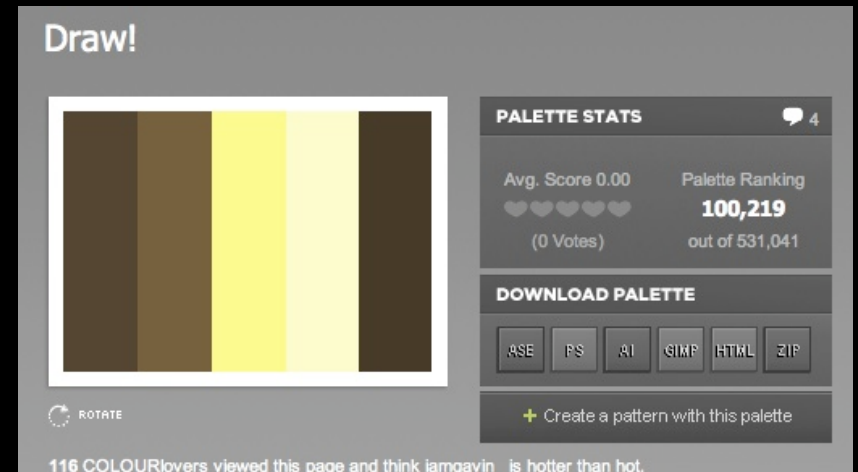 Draw!
PALETTE STATS 4
Avg. Score 0.00
(0 Votes)
Palette Ranking
100,219
out of 531,041
DOWNLOAD PALETTE
ASE PS AI GIMP HTML ZIP
+ Create a pattern with this palette
ROTATE
116 COLOURlovers viewed this page and think iamgavin_ is hotter than hot.